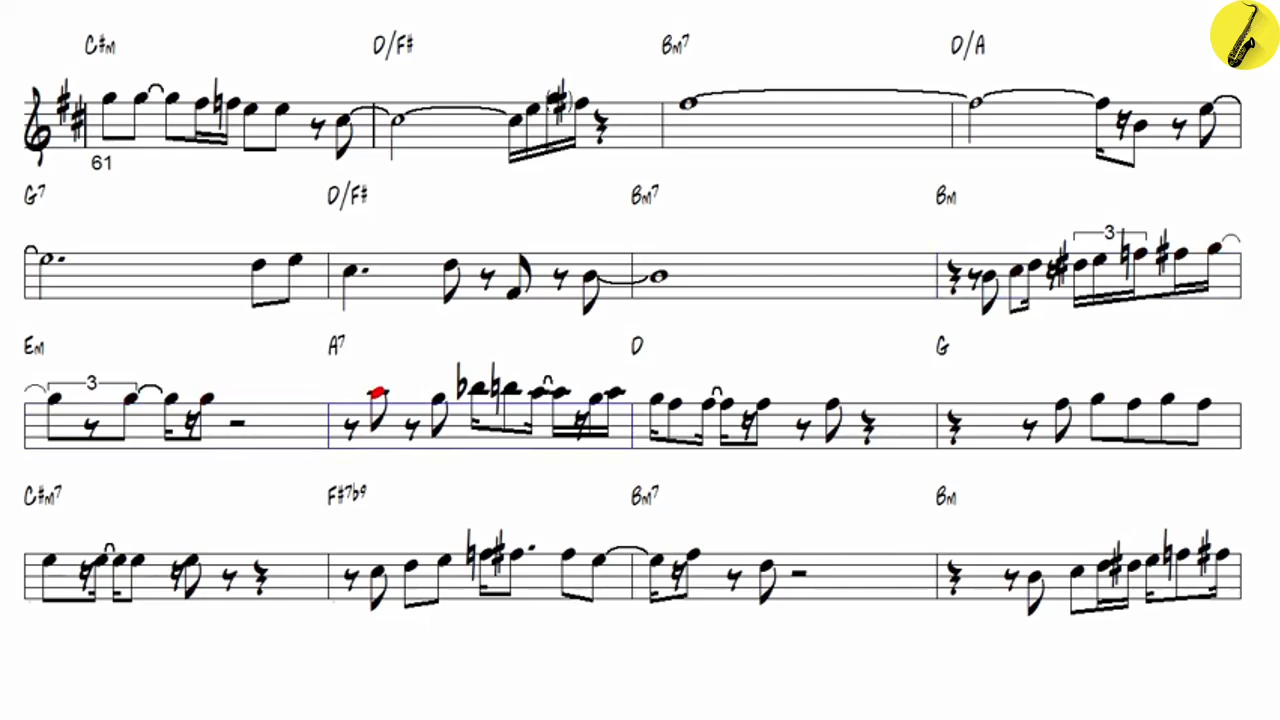 C#m D/F# Bm7 D/A
61
G7 D/F# Bm7 Bm
3
Em A7 D G
3
C#m7 F#7b9 Bm7 Bm